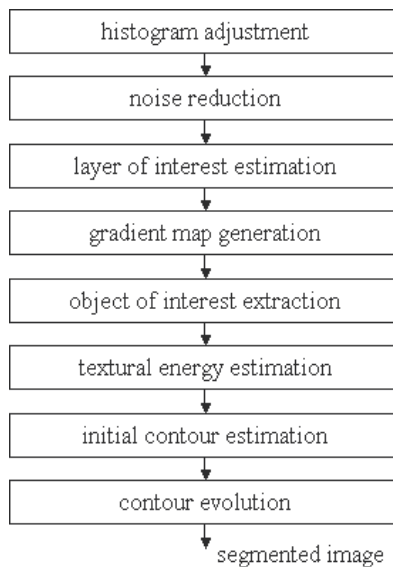 histogram adjustment
noise reduction
layer of interest estimation
gradient map generation
object of interest extraction
textural energy estimation
initial contour estimation
contour evolution
segmented image